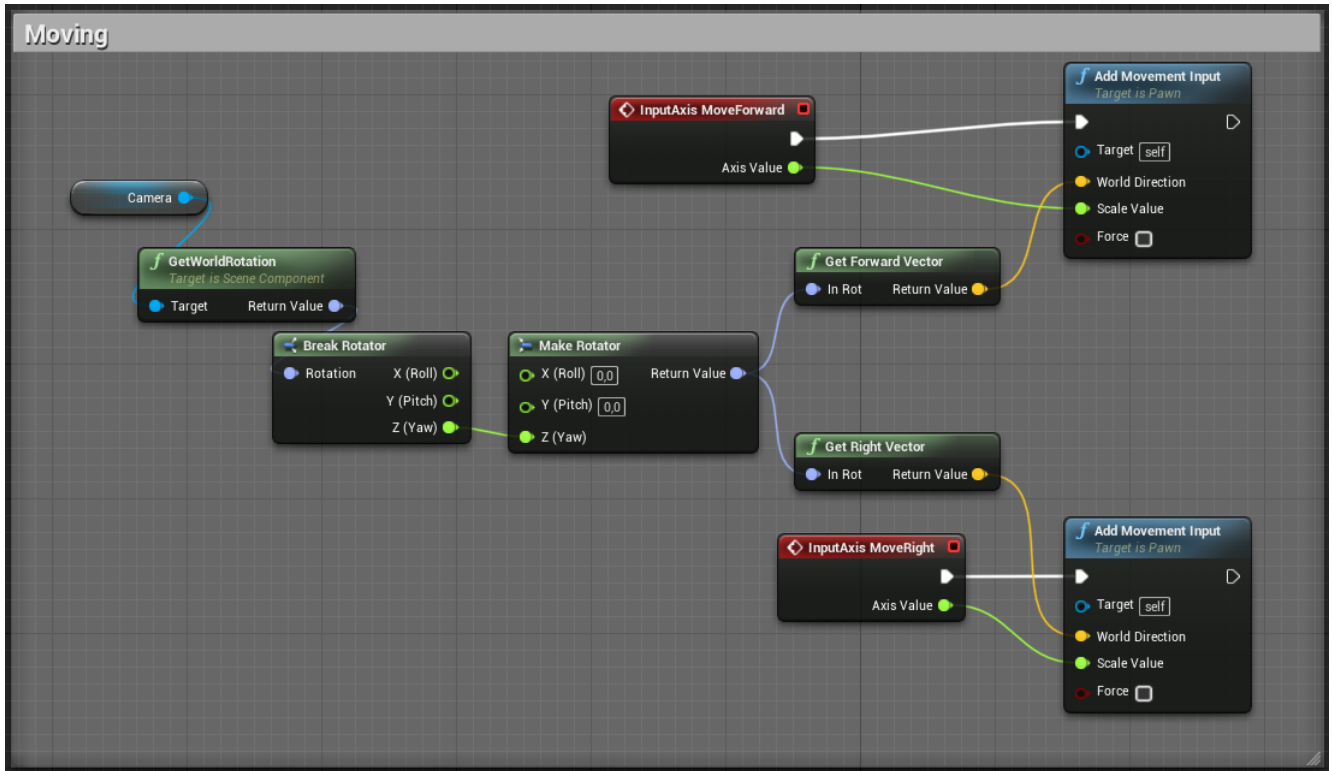 Moving
Add Movement Input
Target is Pawn
Target self
World Direction
Scale Value
Force
InputAxis MoveForward
Axis Value
Camera
GetWorldRotation
Target is Scene Component
Target Return Value
Get Forward Vector
In Rot Return Value
Break Rotator
Rotation X (Roll)
Y (Pitch)
Z (Yaw)
Make Rotator
X (Roll) 0,0 Return Value
Y (Pitch) 0,0
Z (Yaw)
Get Right Vector
In Rot Return Value
InputAxis MoveRight
Axis Value
Add Movement Input
Target is Pawn
Target self
World Direction
Scale Value
Force